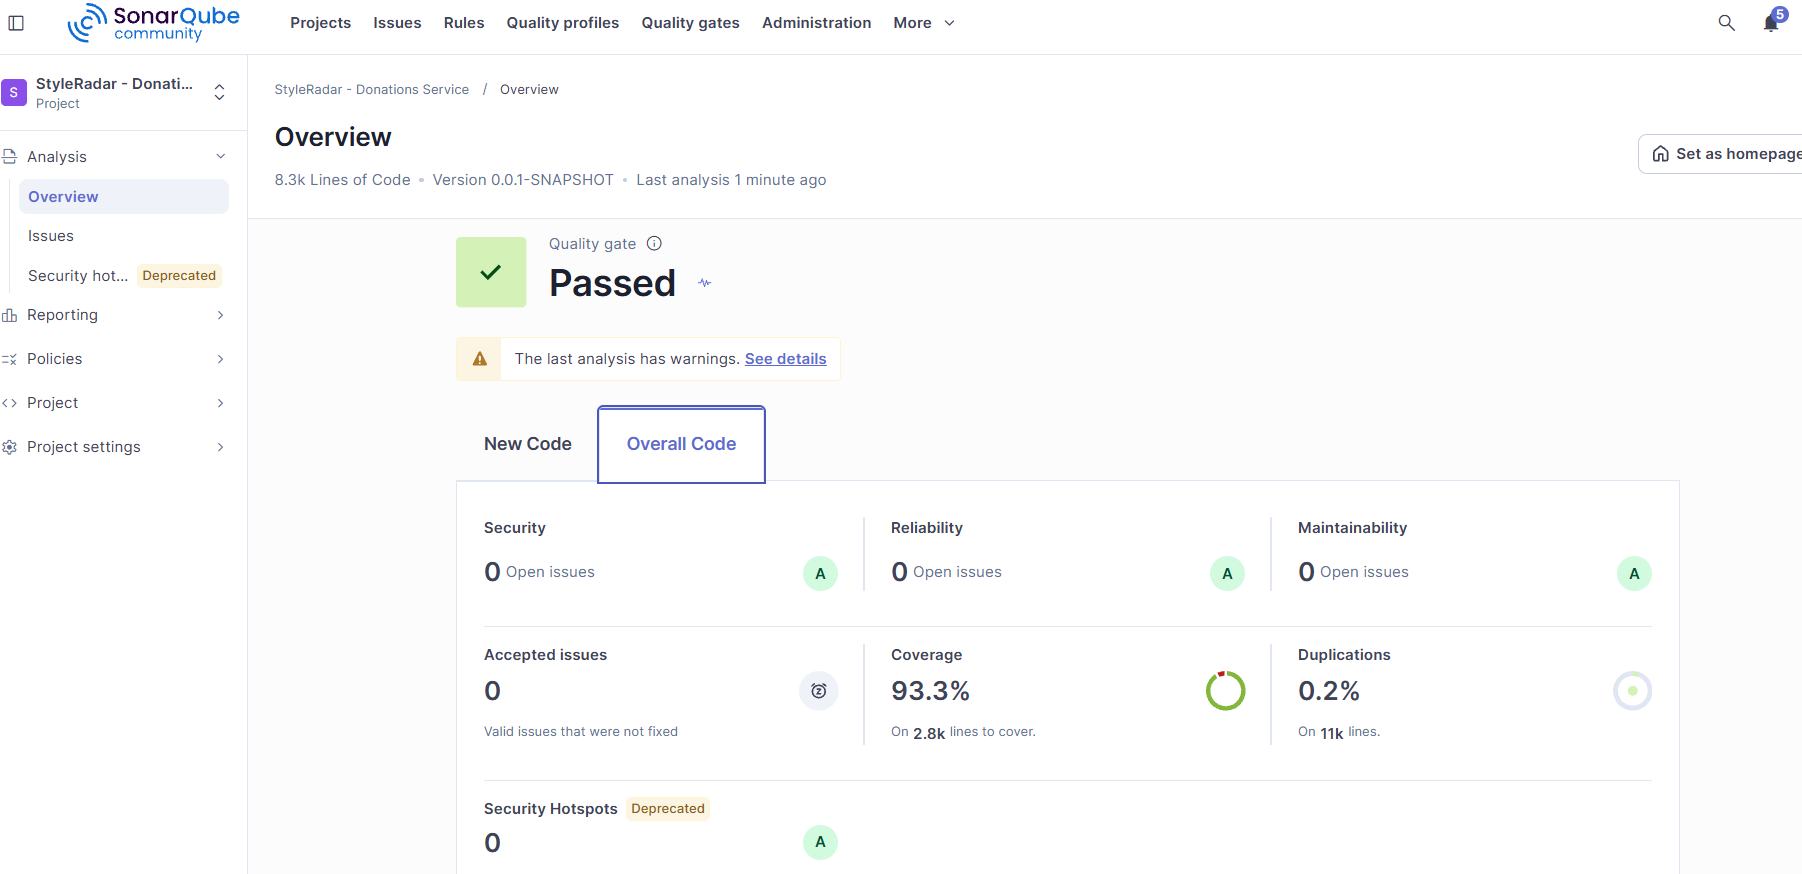 SonarQube community
Projects Issues Rules Quality profiles Quality gates Administration More
5
S
StyleRadar - Donati...
Project
Analysis
Overview
Issues
Security hot... Deprecated
Reporting
Policies
Project
Project settings
StyleRadar - Donations Service / Overview
Overview
8.3k Lines of Code • Version 0.0.1-SNAPSHOT • Last analysis 1 minute ago
Set as homepage
Quality gate
Passed
The last analysis has warnings. See details
New Code Overall Code
Security
0 Open issues A
Reliability
0 Open issues A
Maintainability
0 Open issues A
Accepted issues
0
Valid issues that were not fixed
Coverage
93.3%
On 2.8k lines to cover.
Duplications
0.2%
On 11k lines.
Security Hotspots Deprecated
0 A